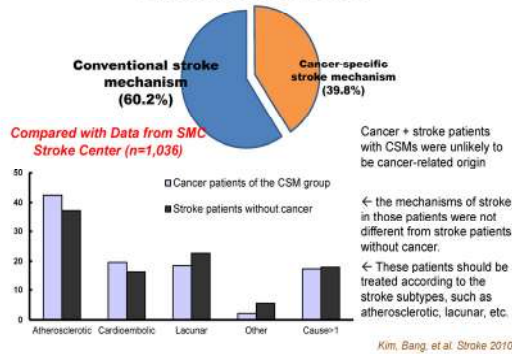 Conventional stroke
mechanism
(60.2%)
Cancer-specific
stroke mechanism
(39.8%)
Compared with Data from SMC
Stroke Center (n=1,036)
Cancer + stroke patients
with CSMs were unlikely to
be cancer-related origin
← the mechanisms of stroke
in those patients were not
different from stroke patients
without cancer.
← These patients should be
treated according to the
stroke subtypes, such as
atherosclerotic, lacunar, etc.
50
40
30
20
10
0
Cancer patients of the CSM group
Stroke patients without cancer
Atherosclerotic Cardioembolic Lacunar Other Cause>1
Kim, Bang, et al. Stroke 2010